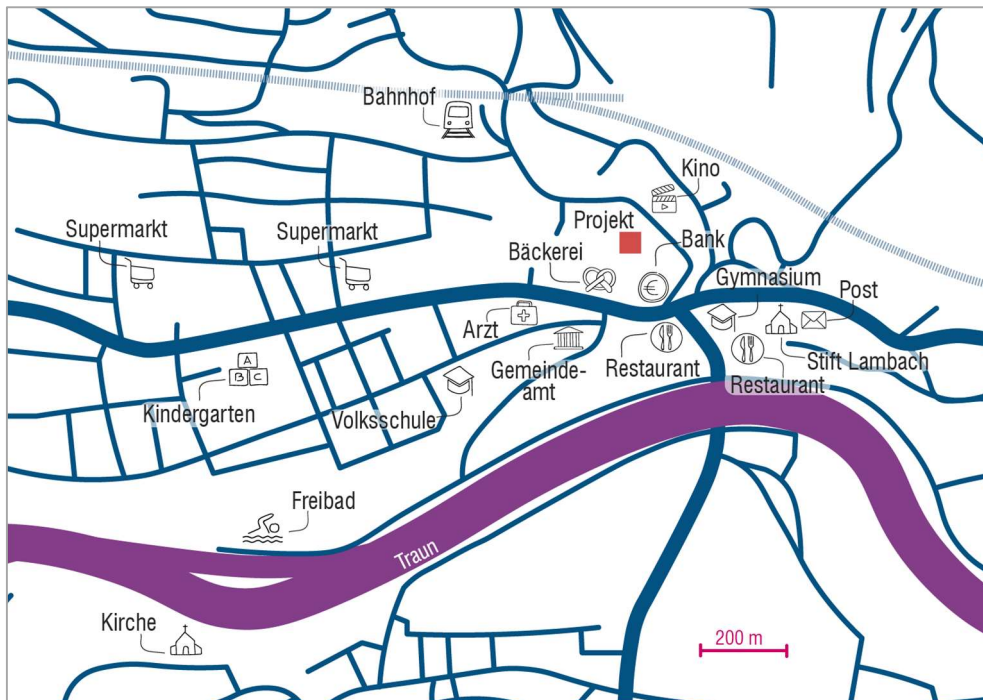 Bahnhof
Kino
Projekt
Supermarkt
Supermarkt
Bäckerei
Bank
€
Gymnasium
Post
Arzt
Gemeinde-
amt
Restaurant
Stift Lambach
Restaurant
A
B C
Kindergarten
Volksschule
Freibad
Traun
Kirche
200 m